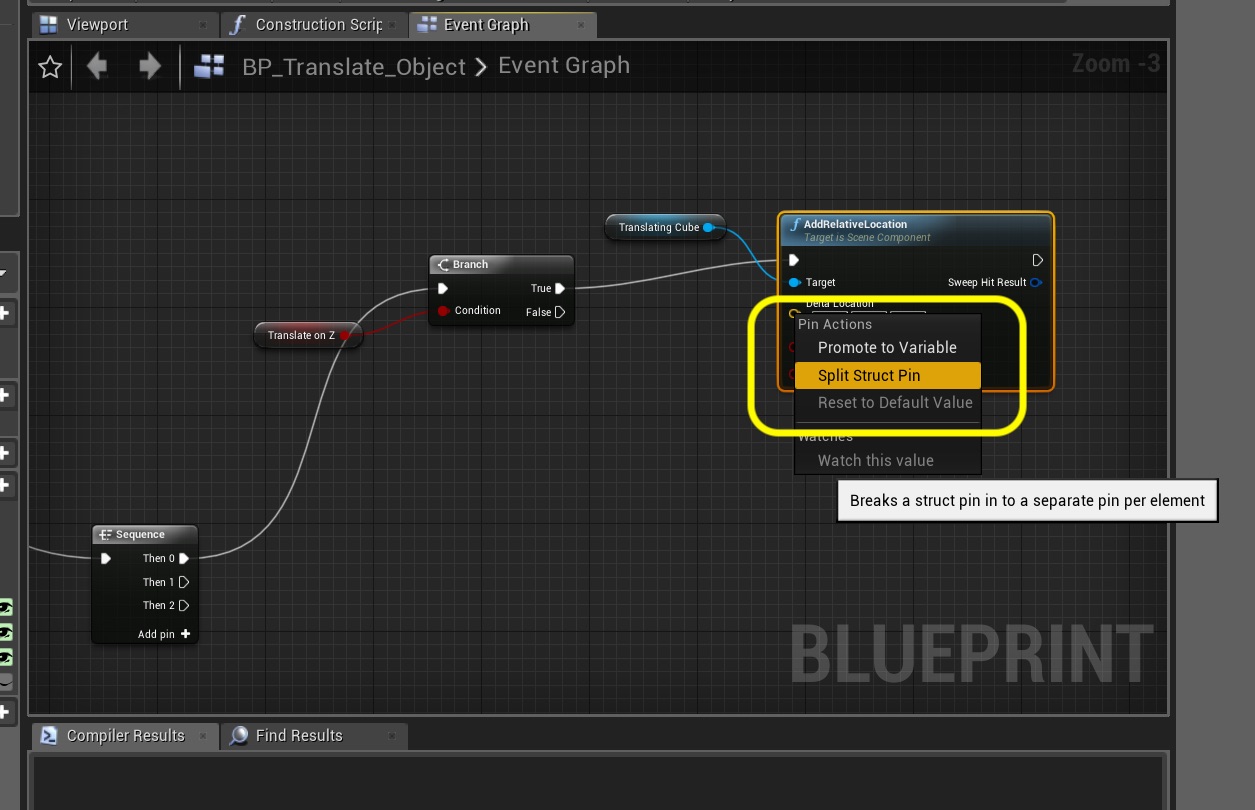 Viewport
Construction Scrip
Event Graph
BP_Translate_Object > Event Graph
Zoom -3
Translating Cube
AddRelativeLocation
Target is Scene Component
Target
Sweep Hit Result
Delta Location
Branch
True
Condition
False
Translate on Z
Pin Actions
Promote to Variable
Split Struct Pin
Reset to Default Value
Watches
Watch this value
Breaks a struct pin in to a separate pin per element
Sequence
Then 0
Then 1
Then 2
Add pin
BLUEPRINT
Compiler Results
Find Results